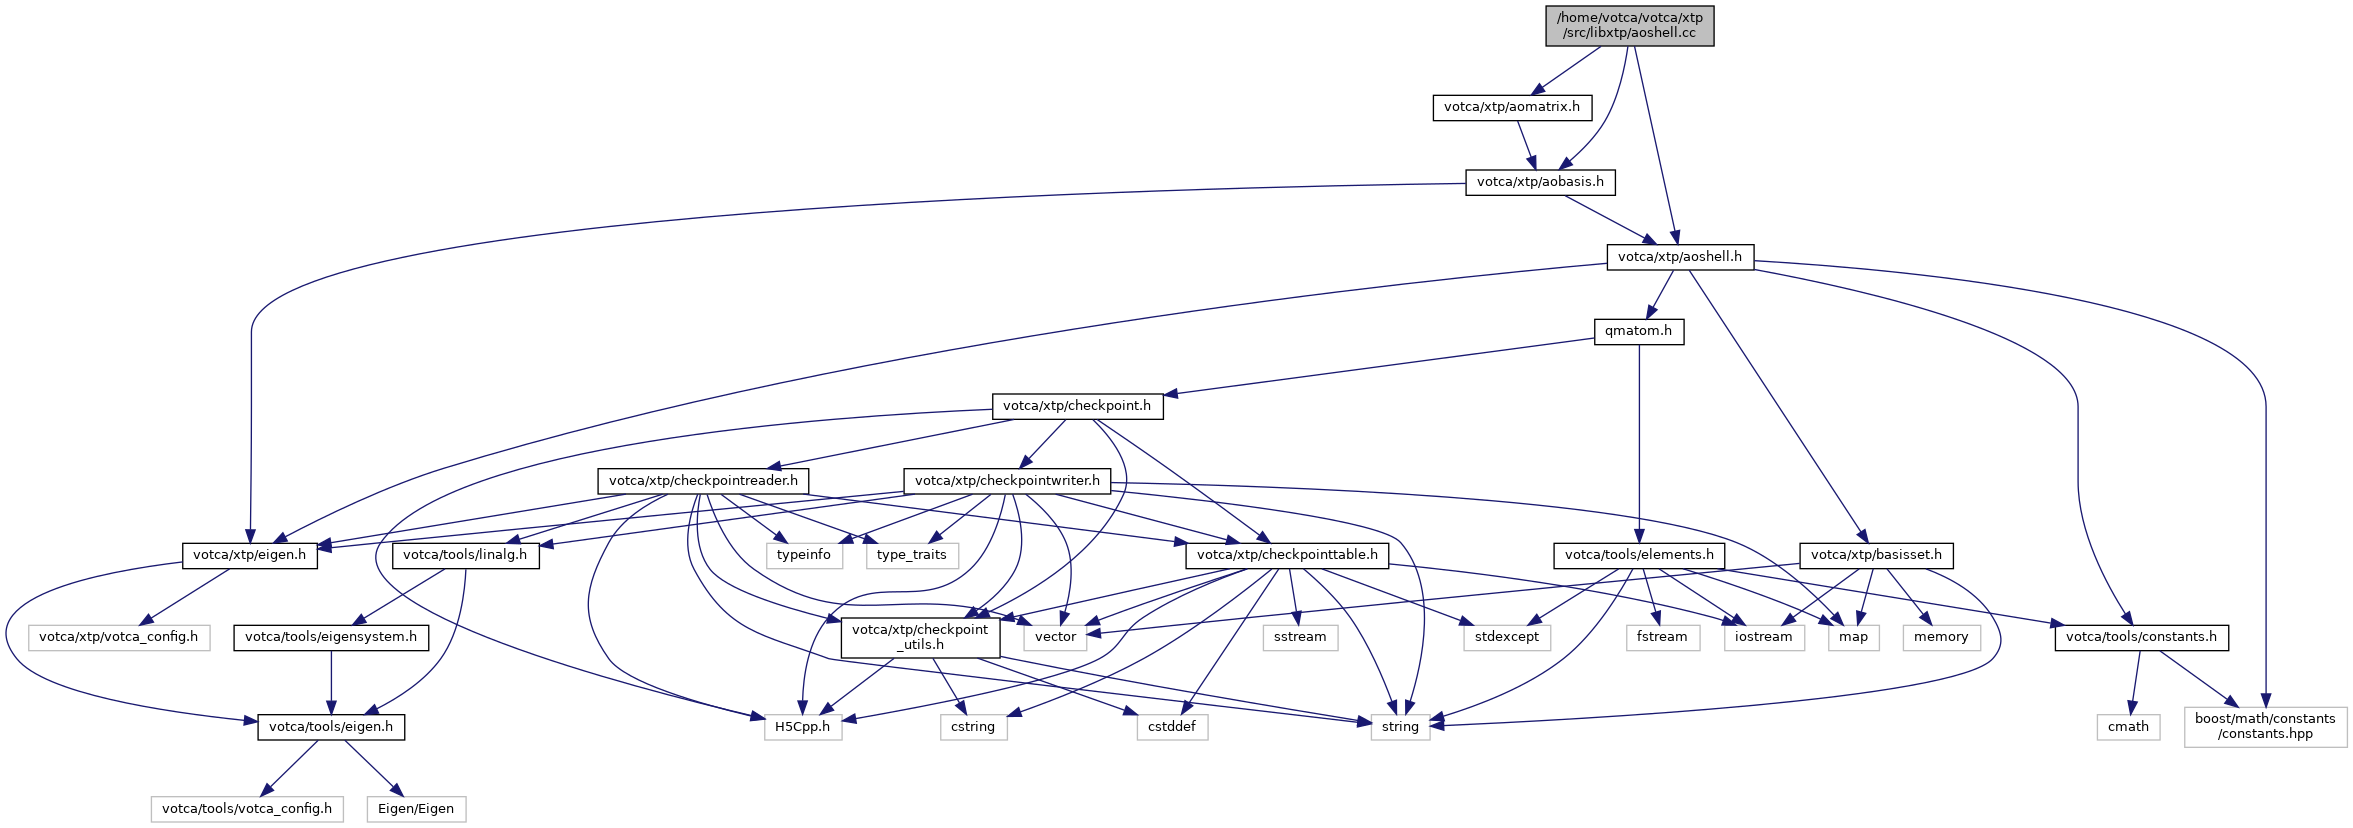 /home/votca/votca/xtp
/src/libxtp/aoshell.cc
votca/xtp/aomatrix.h
votca/xtp/aobasis.h
votca/xtp/aoshell.h
qmatom.h
votca/xtp/checkpoint.h
votca/xtp/checkpointreader.h
votca/xtp/checkpointwriter.h
votca/xtp/eigen.h
votca/tools/linalg.h
typeinfo
type_traits
votca/xtp/checkpointtable.h
votca/tools/elements.h
votca/xtp/basisset.h
votca/xtp/votca_config.h
votca/tools/eigensystem.h
votca/xtp/checkpoint
_utils.h
vector
sstream
stdexcept
fstream
iostream
map
memory
votca/tools/constants.h
votca/tools/eigen.h
H5Cpp.h
cstring
cstddef
string
cmath
boost/math/constants
/constants.hpp
votca/tools/votca_config.h
Eigen/Eigen